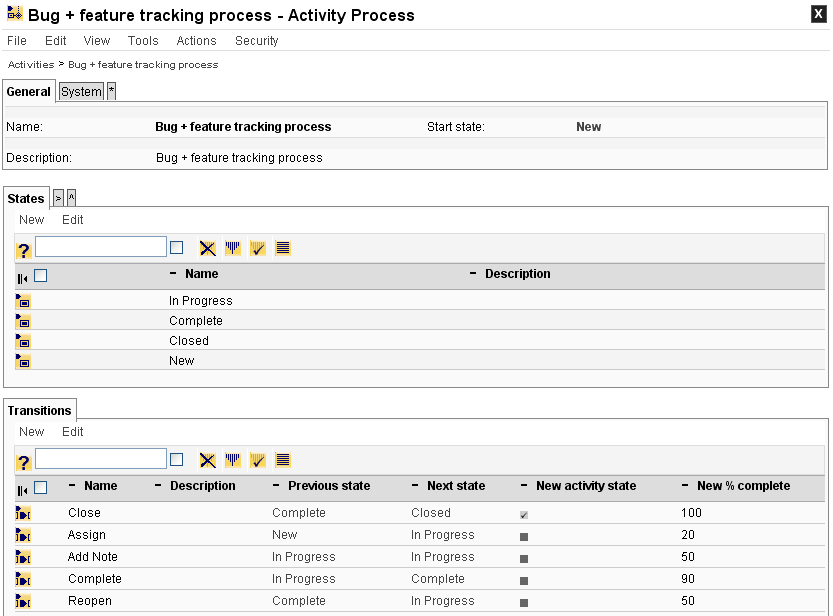 Bug + feature tracking process - Activity Process X
File Edit View Tools Actions Security
Activities > Bug + feature tracking process
General System *
Name: Bug + feature tracking process Start state: New
Description: Bug + feature tracking process
States > ^
New Edit
?
Name Description
In Progress
Complete
Closed
New
Transitions
New Edit
?
Name Description Previous state Next state New activity state New % complete
Close Complete Closed 100
Assign New In Progress 20
Add Note In Progress In Progress 50
Complete In Progress Complete 90
Reopen Complete In Progress 50